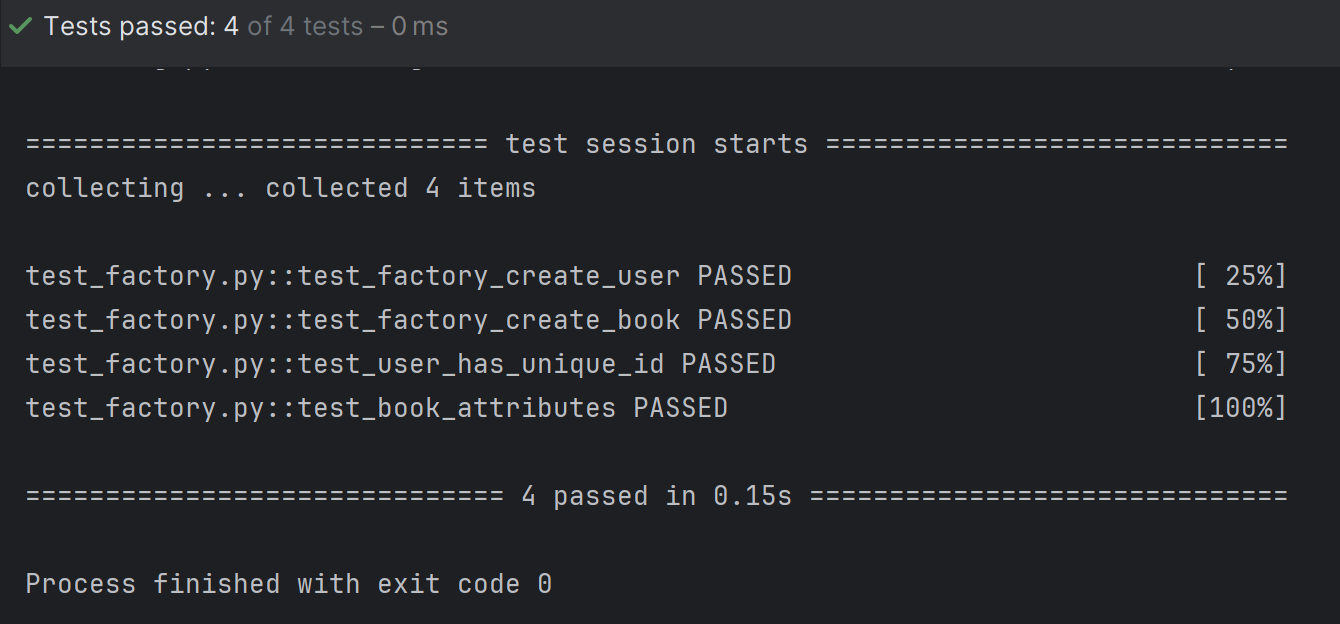 Tests passed: 4 of 4 tests – 0 ms
============================= test session starts =============================
collecting ... collected 4 items
test_factory.py::test_factory_create_user PASSED [ 25%]
test_factory.py::test_factory_create_book PASSED [ 50%]
test_factory.py::test_user_has_unique_id PASSED [ 75%]
test_factory.py::test_book_attributes PASSED [100%]
============================== 4 passed in 0.15s ==============================
Process finished with exit code 0